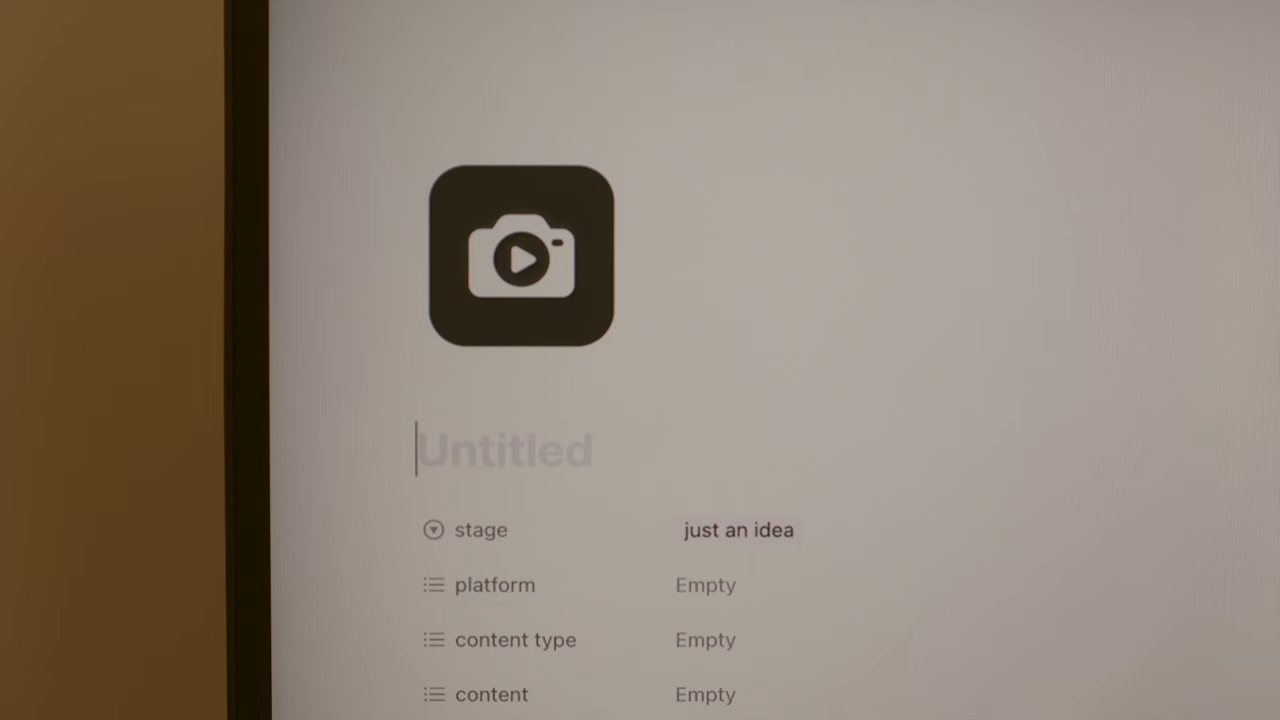 Untitled
stage just an idea
platform Empty
content type Empty
content Empty